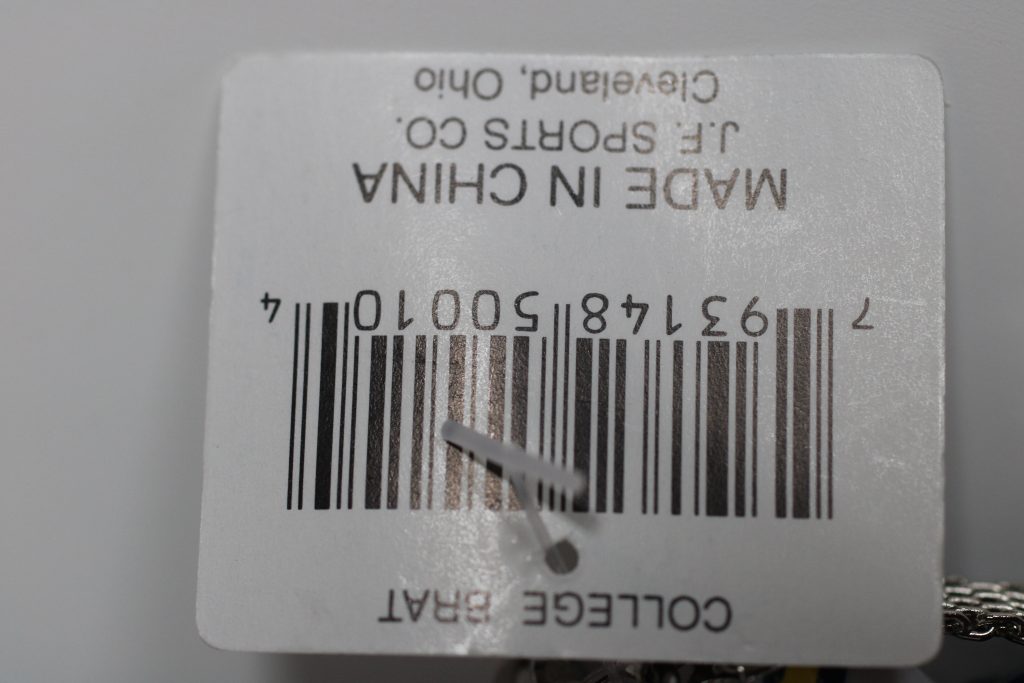 COLLEGE BRAT
7 93148 50010 4
MADE IN CHINA
J.F. SPORTS CO.
Cleveland, Ohio